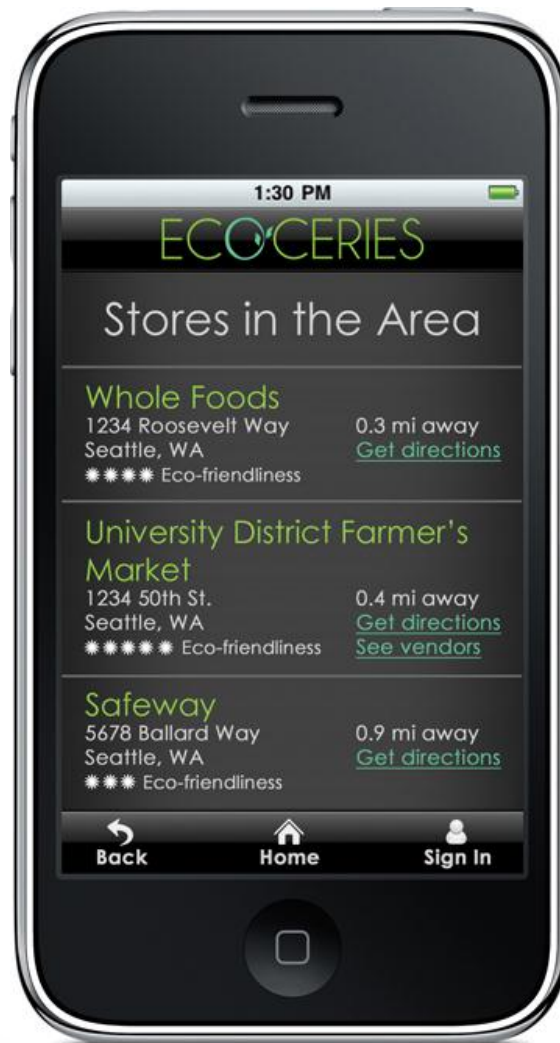 1:30 PM
ECO'CERIES
Stores in the Area
Whole Foods
1234 Roosevelt Way 0.3 mi away
Seattle, WA Get directions
**** Eco-friendliness
University District Farmer's
Market
1234 50th St. 0.4 mi away
Seattle, WA Get directions
***** Eco-friendliness See vendors
Safeway
5678 Ballard Way 0.9 mi away
Seattle, WA Get directions
*** Eco-friendliness
Back Home Sign In